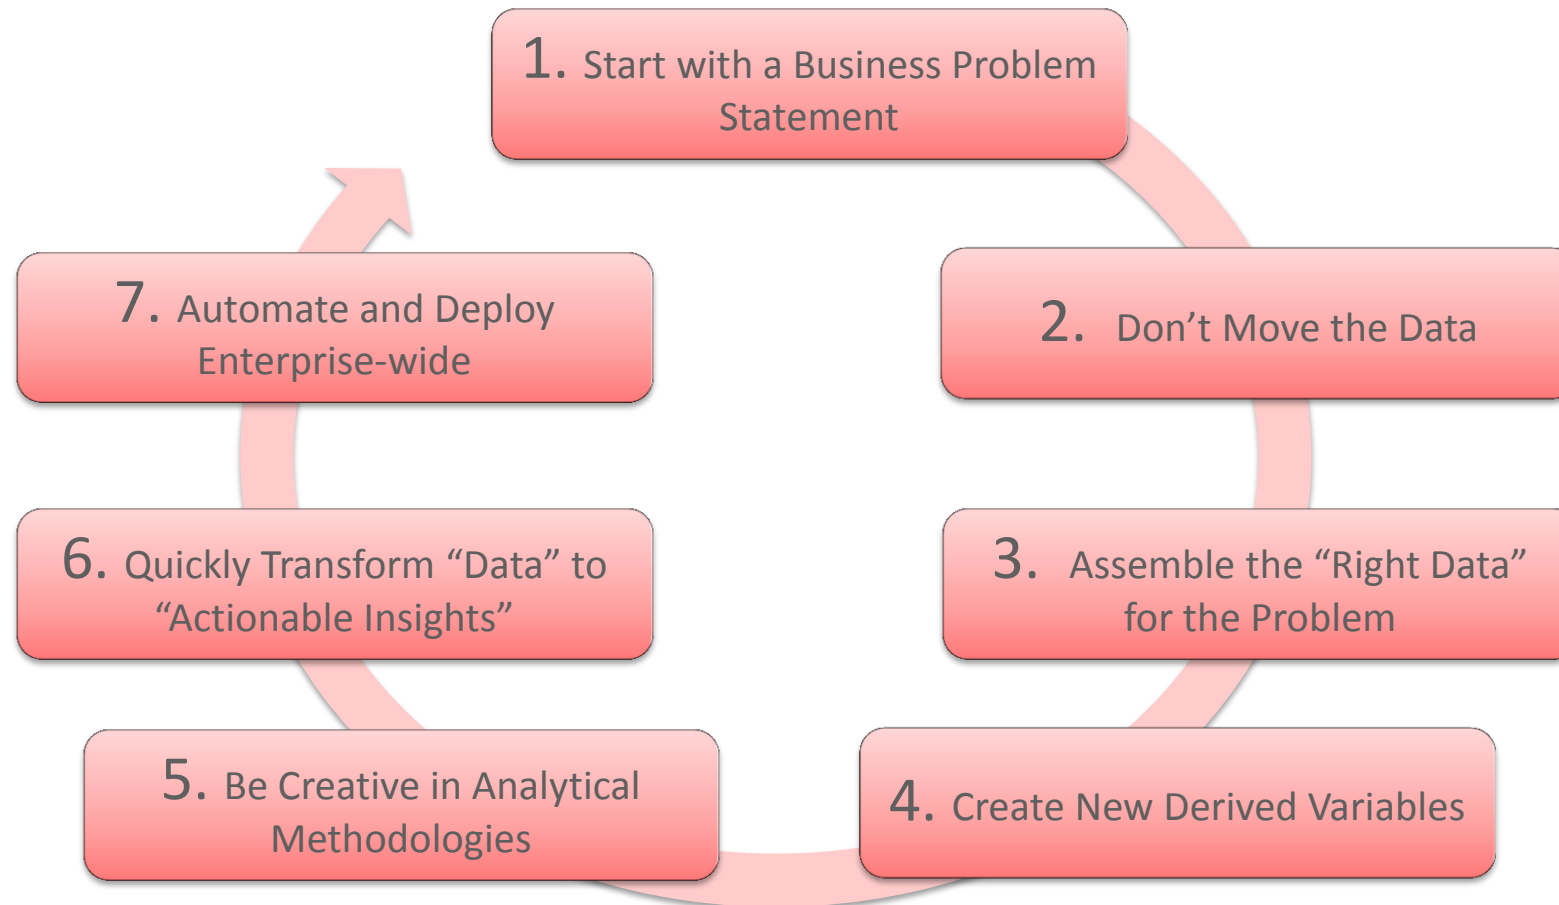 1. Start with a Business Problem
Statement
2. Don’t Move the Data
3. Assemble the “Right Data”
for the Problem
4. Create New Derived Variables
5. Be Creative in Analytical
Methodologies
6. Quickly Transform “Data” to
“Actionable Insights”
7. Automate and Deploy
Enterprise-wide